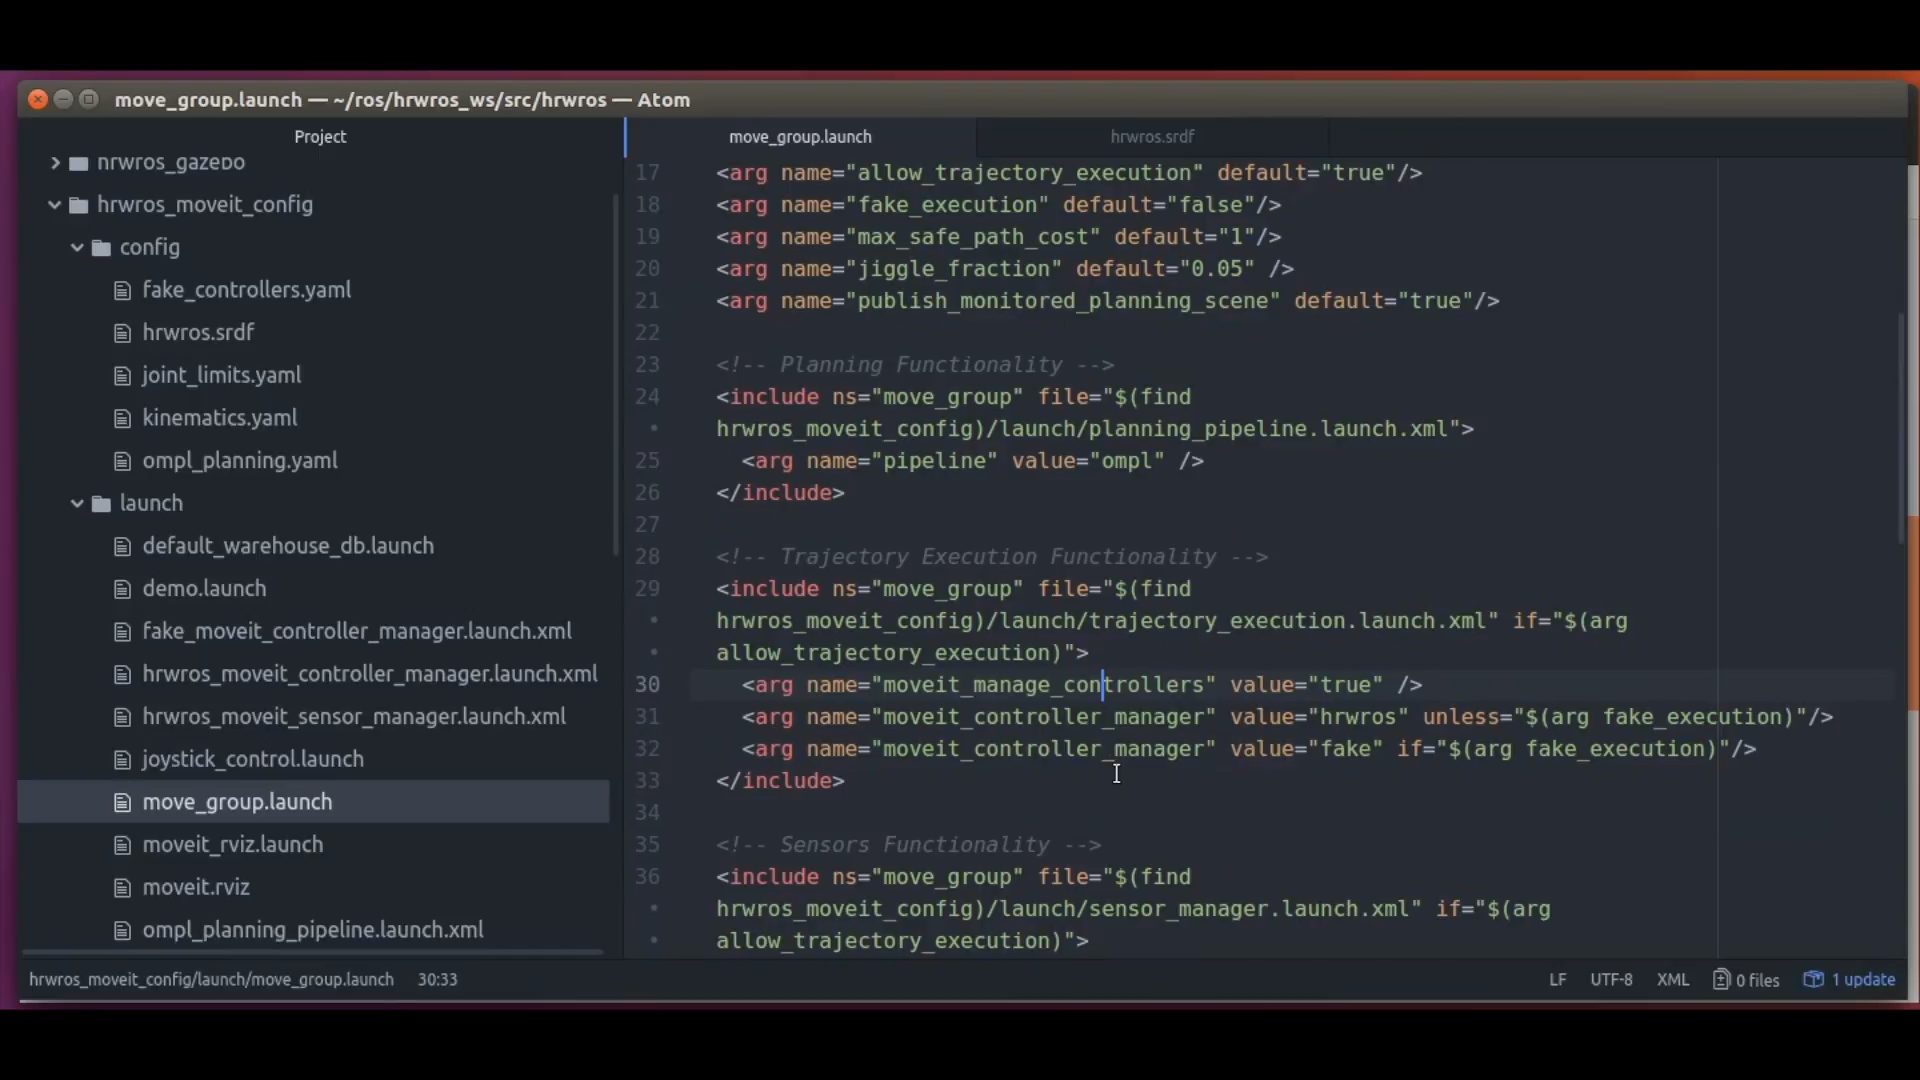 move_group.launch — ~/ros/hrwros_ws/src/hrwros — Atom
Project
hrwros_gazebo
hrwros_moveit_config
config
fake_controllers.yaml
hrwros.srdf
joint_limits.yaml
kinematics.yaml
ompl_planning.yaml
launch
default_warehouse_db.launch
demo.launch
fake_moveit_controller_manager.launch.xml
hrwros_moveit_controller_manager.launch.xml
hrwros_moveit_sensor_manager.launch.xml
joystick_control.launch
move_group.launch
moveit_rviz.launch
moveit.rviz
ompl_planning_pipeline.launch.xml
move_group.launch hrwros.srdf
17 <arg name="allow_trajectory_execution" default="true"/>
18 <arg name="fake_execution" default="false"/>
19 <arg name="max_safe_path_cost" default="1"/>
20 <arg name="jiggle_fraction" default="0.05" />
21 <arg name="publish_monitored_planning_scene" default="true"/>
22
23 <!-- Planning Functionality -->
24 <include ns="move_group" file="$(find
• hrwros_moveit_config)/launch/planning_pipeline.launch.xml">
25 <arg name="pipeline" value="ompl" />
26 </include>
27
28 <!-- Trajectory Execution Functionality -->
29 <include ns="move_group" file="$(find
• hrwros_moveit_config)/launch/trajectory_execution.launch.xml" if="$(arg
• allow_trajectory_execution)">
30 <arg name="moveit_manage_controllers" value="true" />
31 <arg name="moveit_controller_manager" value="hrwros" unless="$(arg fake_execution)"/>
32 <arg name="moveit_controller_manager" value="fake" if="$(arg fake_execution)"/>
33 </include>
34
35 <!-- Sensors Functionality -->
36 <include ns="move_group" file="$(find
• hrwros_moveit_config)/launch/sensor_manager.launch.xml" if="$(arg
• allow_trajectory_execution)">
hrwros_moveit_config/launch/move_group.launch 30:33 LF UTF-8 XML 0 files 1 update